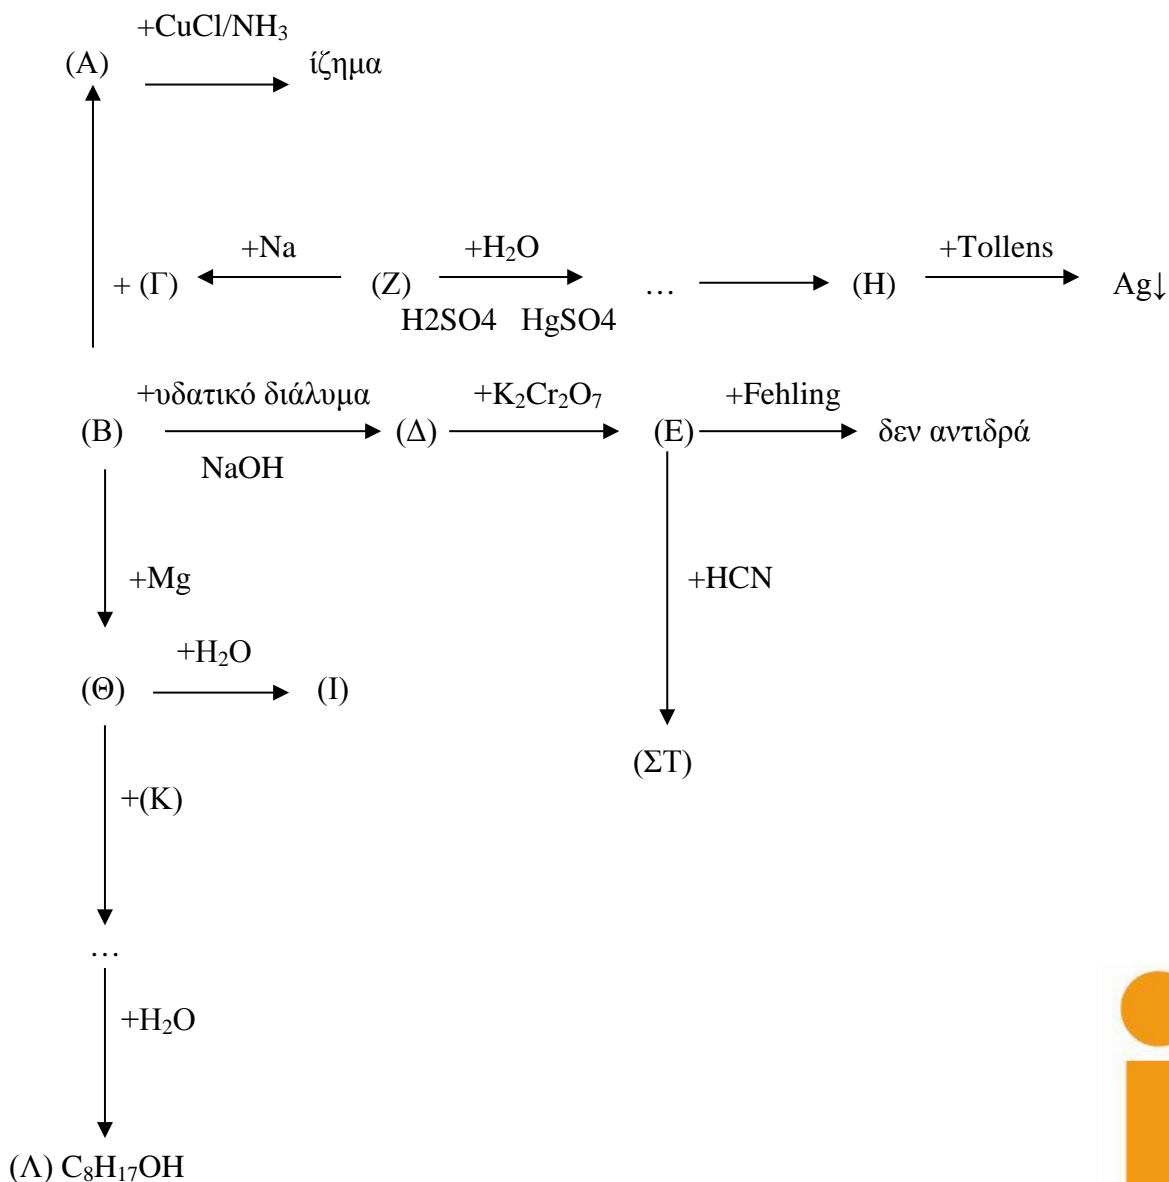 +CuCl/NH₃
(Α) ίζημα
+Na +H₂O +Tollens
+ (Γ) (Ζ) … (Η) Ag↓
H2SO4 HgSO4
+υδατικό διάλυμα +K₂Cr₂O₇ +Fehling
(Β) (Δ) (Ε) δεν αντιδρά
NaOH
+Mg +HCN
+H₂O
(Θ) (Ι)
(ΣΤ)
+(Κ)
…
+H₂O
(Λ) C₈H₁₇OH